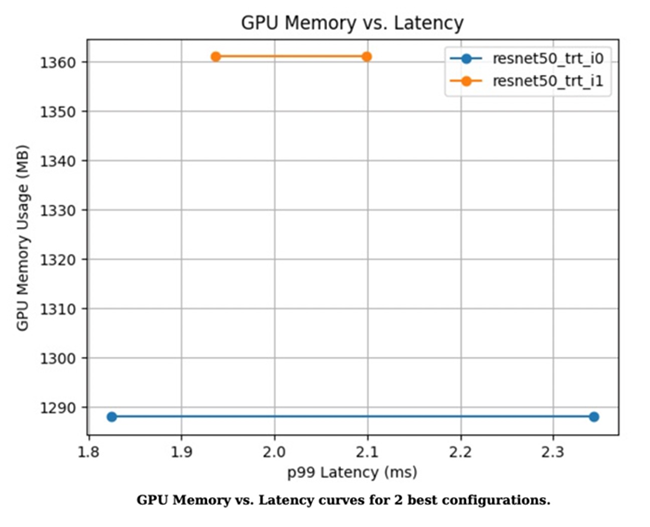 GPU Memory vs. Latency
resnet50_trt_i0
resnet50_trt_i1
GPU Memory Usage (MB)
1360
1350
1340
1330
1320
1310
1300
1290
1.8 1.9 2.0 2.1 2.2 2.3
p99 Latency (ms)
GPU Memory vs. Latency curves for 2 best configurations.